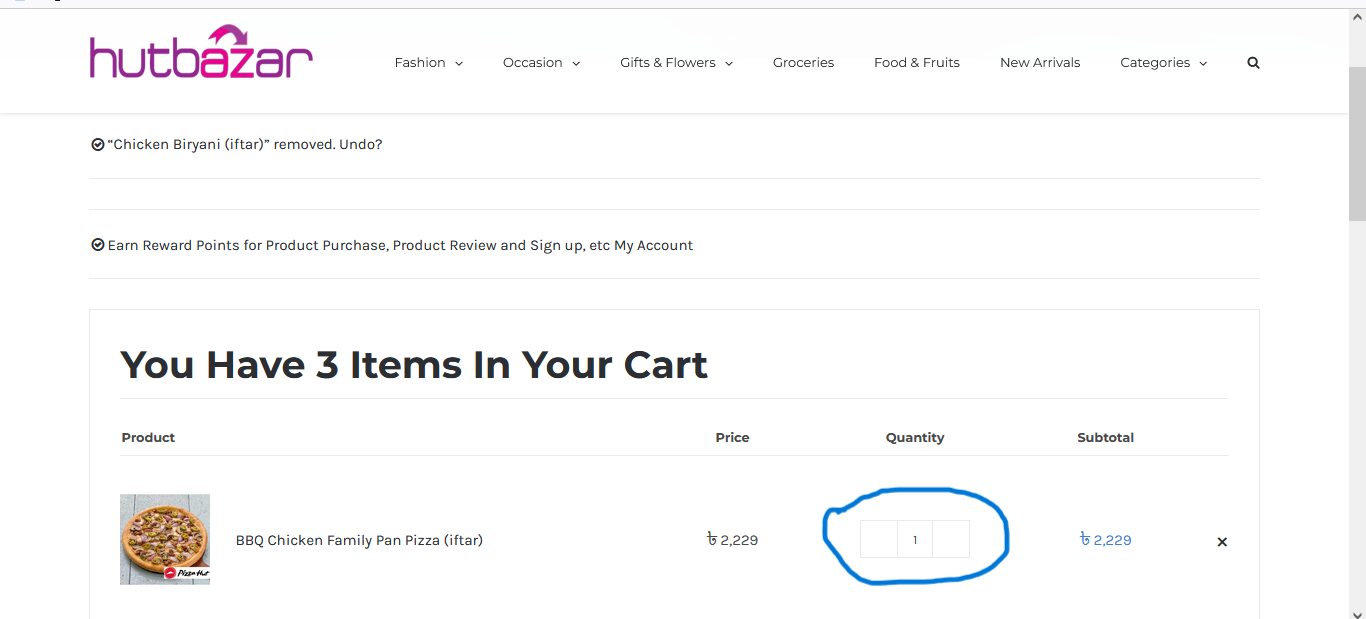 hutbazar
Fashion Occasion Gifts & Flowers Groceries Food & Fruits New Arrivals Categories
“Chicken Biryani (iftar)” removed. Undo?
Earn Reward Points for Product Purchase, Product Review and Sign up, etc My Account
You Have 3 Items In Your Cart
Product Price Quantity Subtotal
BBQ Chicken Family Pan Pizza (iftar) ৳ 2,229 1 ৳ 2,229 ×
Pizza Hut